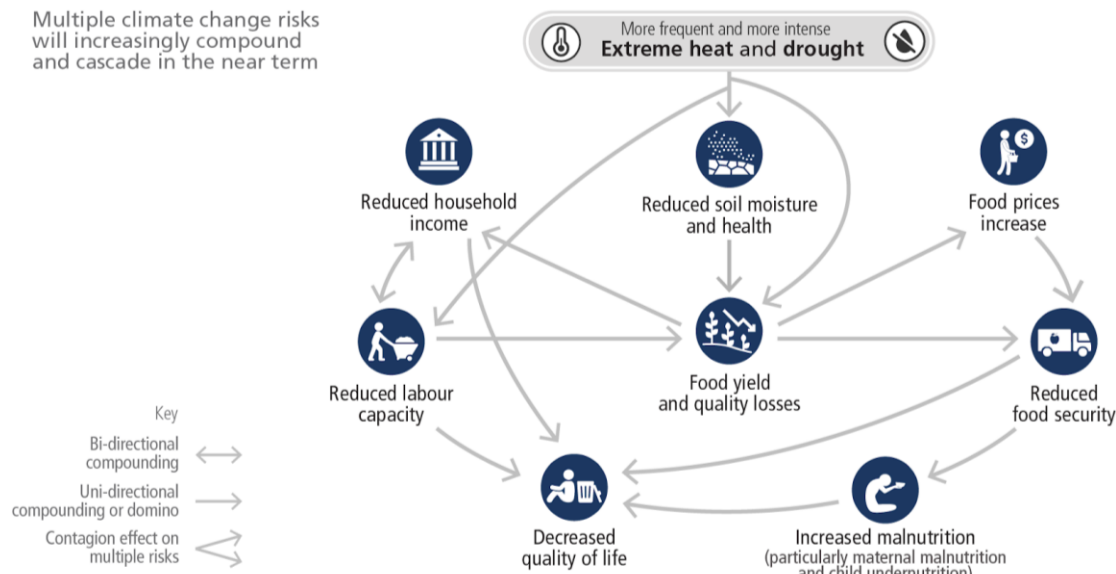 Multiple climate change risks
will increasingly compound
and cascade in the near term
More frequent and more intense
Extreme heat and drought
Reduced household
income
Reduced soil moisture
and health
$
Food prices
increase
Reduced labour
capacity
Food yield
and quality losses
Reduced
food security
Decreased
quality of life
Increased malnutrition
(particularly maternal malnutrition
and child undernutrition)
Key
Bi-directional
compounding
Uni-directional
compounding or domino
Contagion effect on
multiple risks